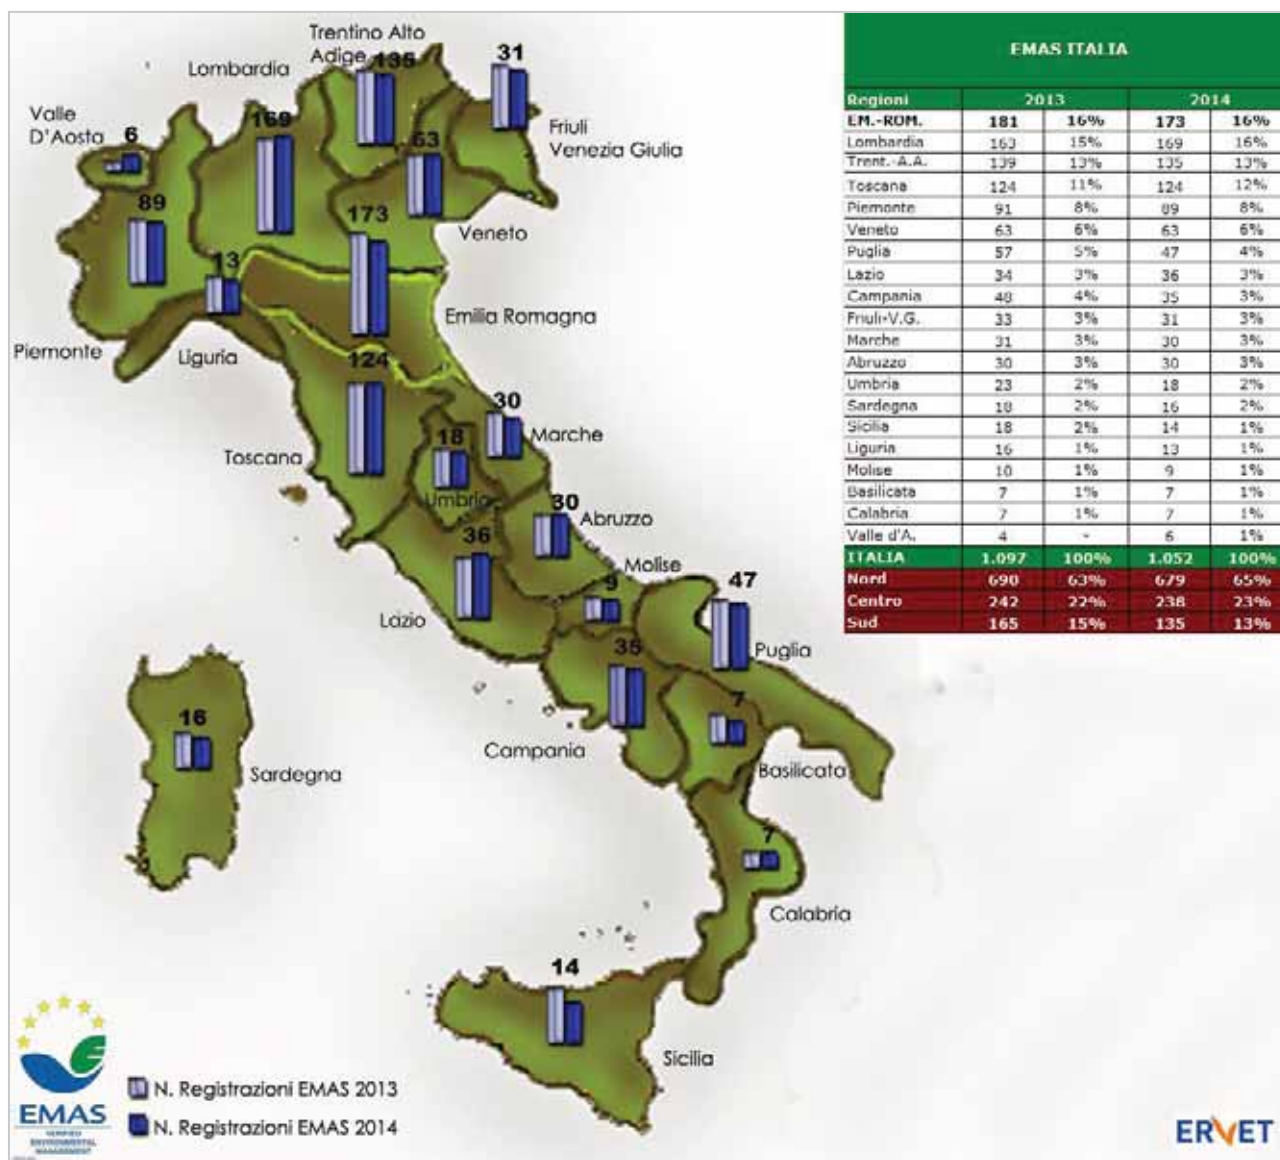 Trentino Alto
Adige
135
31
Lombardia
Friuli
Venezia Giulia
Valle
D'Aosta
6
169
63
89
173
Veneto
13
Emilia Romagna
Piemonte
Liguria
124
30
Marche
18
Toscana
Umbria
30
Abruzzo
36
Molise
9
47
Lazio
Puglia
35
7
Campania
Basilicata
16
Sardegna
7
Calabria
14
Sicilia
EMAS ITALIA
Regioni 2013 2014
EM.-ROM. 181 16% 173 16%
Lombardia 163 15% 169 16%
Trent.-A.A. 139 13% 135 13%
Toscana 124 11% 124 12%
Piemonte 91 8% 89 8%
Veneto 63 6% 63 6%
Puglia 57 5% 47 4%
Lazio 34 3% 36 3%
Campania 48 4% 35 3%
Friuli-V.G. 33 3% 31 3%
Marche 31 3% 30 3%
Abruzzo 30 3% 30 3%
Umbria 23 2% 18 2%
Sardegna 18 2% 16 2%
Sicilia 18 2% 14 1%
Liguria 16 1% 13 1%
Molise 10 1% 9 1%
Basilicata 7 1% 7 1%
Calabria 7 1% 7 1%
Valle d'A. 4 - 6 1%
ITALIA 1.097 100% 1.052 100%
Nord 690 63% 679 65%
Centro 242 22% 238 23%
Sud 165 15% 135 13%
EMAS
VERIFIED
ENVIRONMENTAL
MANAGEMENT
N. Registrazioni EMAS 2013
N. Registrazioni EMAS 2014
ERVET